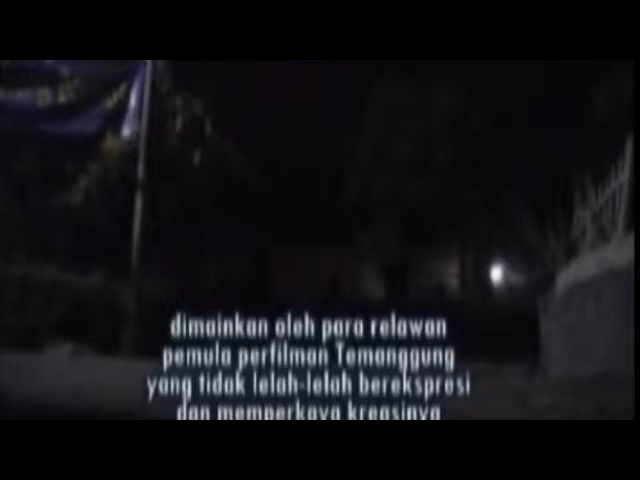 dimainkan oleh para relawan
pemula perfilman Temanggung
yang tidak lelah-lelah berekspresi
dan memperkaya kreasinya